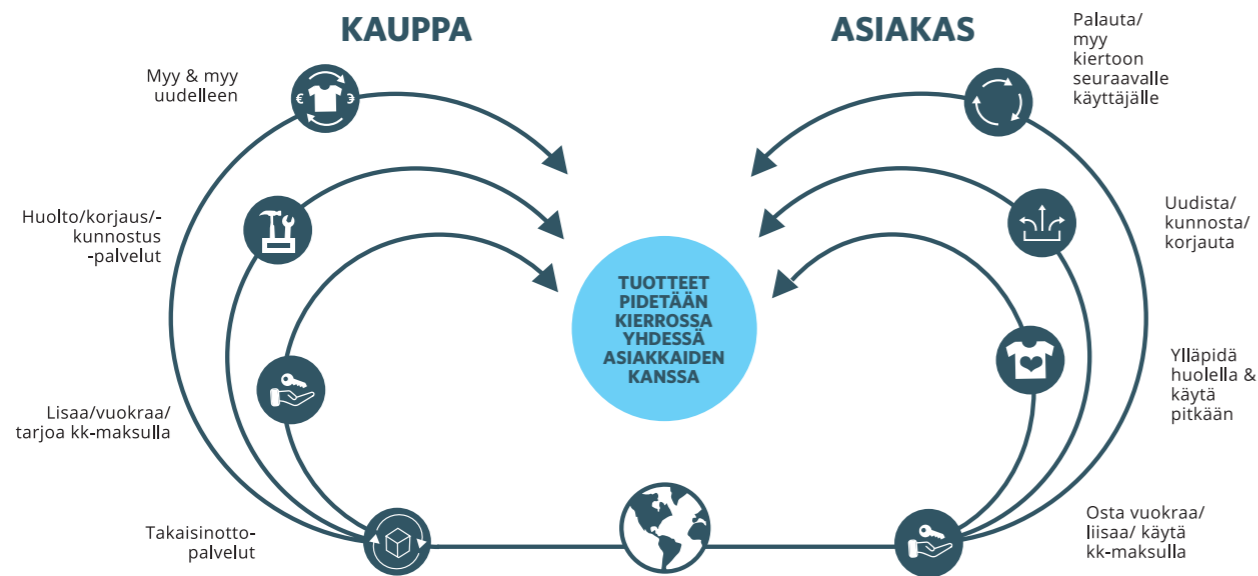 KAUPPA
Myy & myy
uudelleen
€ €
Huolto/korjaus/-
kunnostus
-palvelut
Lisaa/vuokraa/
tarjoa kk-maksulla
Takaisinotto-
palvelut
TUOTTEET
PIDETÄÄN
KIERROSSA
YHDESSÄ
ASIAKKAIDEN
KANSSA
ASIAKAS
Palauta/
myy
kiertoon
seuraavalle
käyttäjälle
Uudista/
kunnosta/
korjauta
Ylläpidä
huolella &
käytä
pitkään
Osta vuokraa/
liisaa/ käytä
kk-maksulla